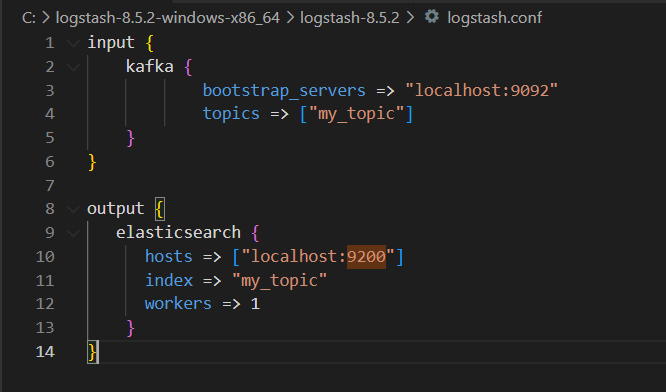 C: > logstash-8.5.2-windows-x86_64 > logstash-8.5.2 > logstash.conf
1 input {
2 kafka {
3 bootstrap_servers => "localhost:9092"
4 topics => ["my_topic"]
5 }
6 }
7
8 output {
9 elasticsearch {
10 hosts => ["localhost:9200"]
11 index => "my_topic"
12 workers => 1
13 }
14 }